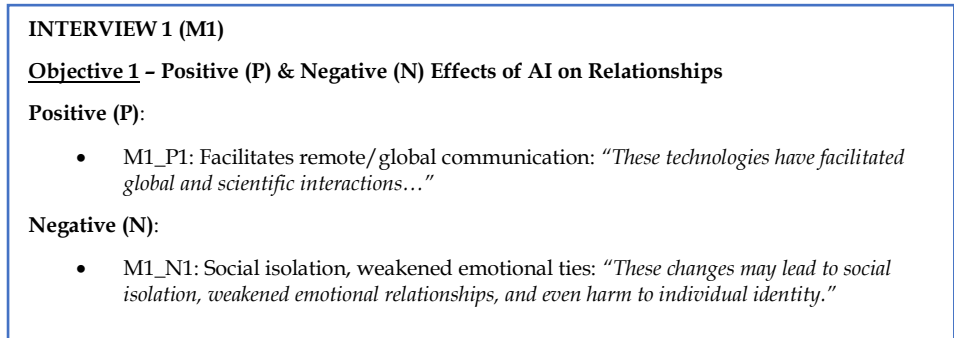 INTERVIEW 1 (M1)
Objective 1 – Positive (P) & Negative (N) Effects of AI on Relationships
Positive (P):
• M1_P1: Facilitates remote/global communication: “These technologies have facilitated
global and scientific interactions…”
Negative (N):
• M1_N1: Social isolation, weakened emotional ties: “These changes may lead to social
isolation, weakened emotional relationships, and even harm to individual identity.”